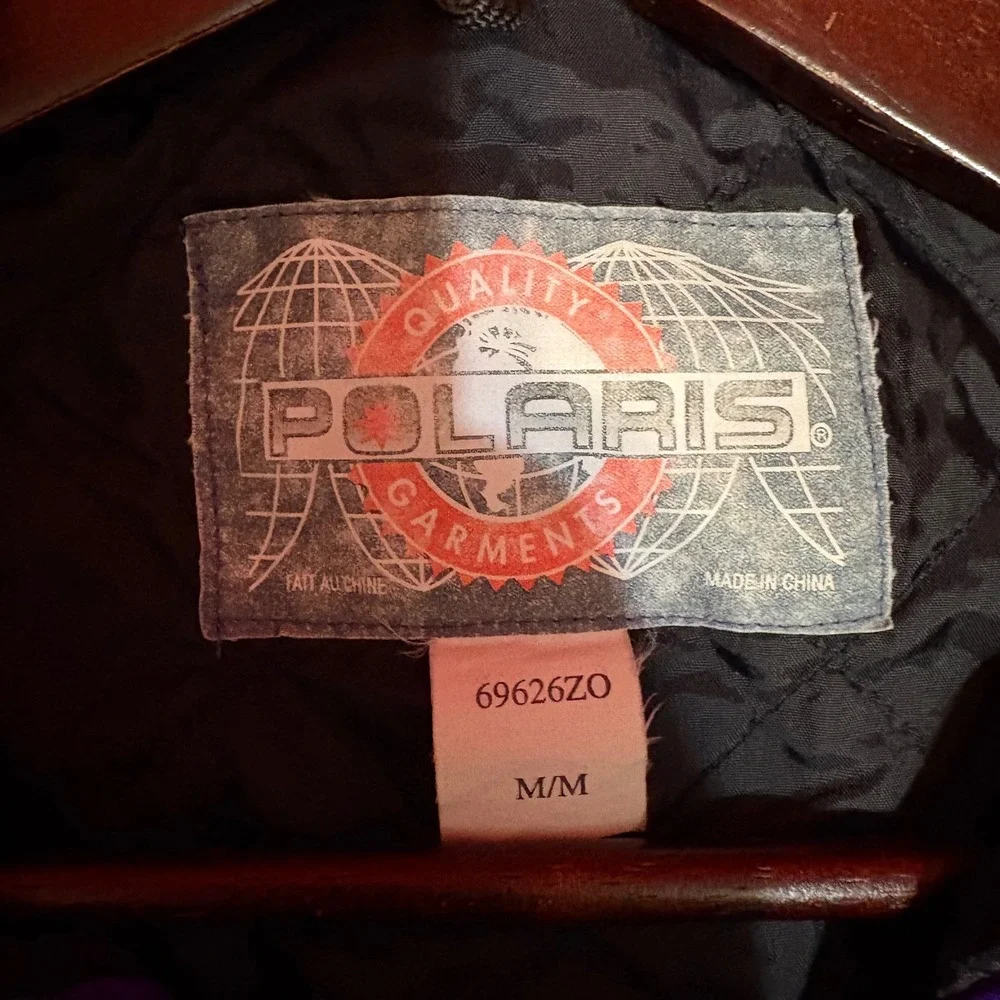 QUALITY
POLARIS®
GARMENTS
FAIT AU CHINE
MADE IN CHINA
69626ZO
M/M